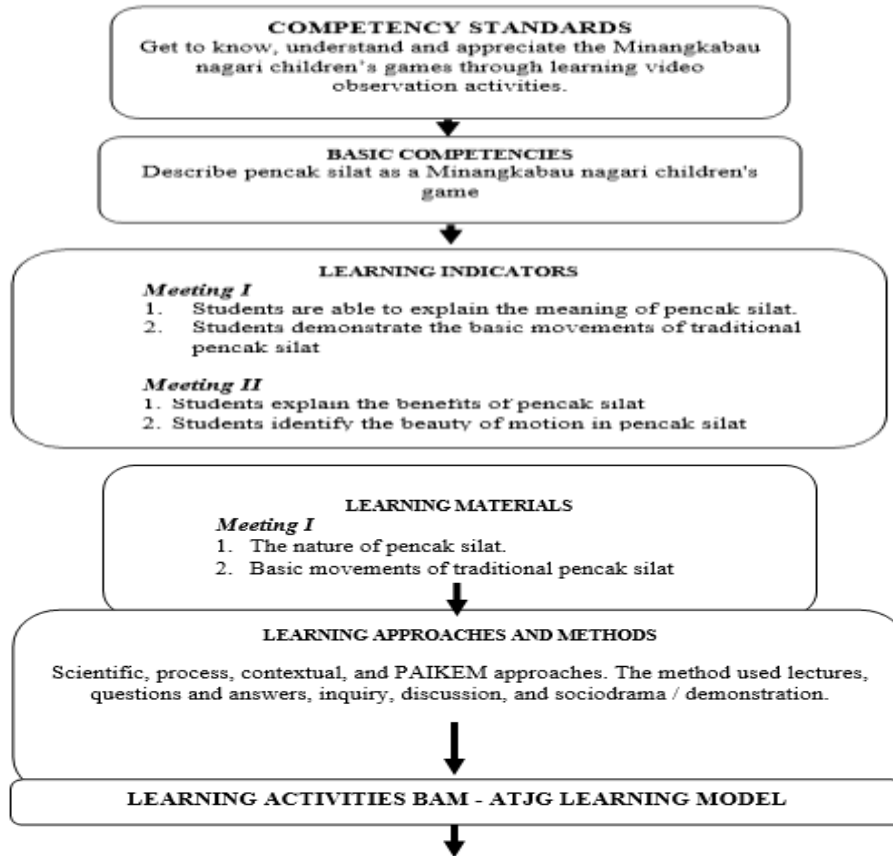 COMPETENCY STANDARDS
Get to know, understand and appreciate the Minangkabau
nagari children's games through learning video
observation activities.
BASIC COMPETENCIES
Describe pencak silat as a Minangkabau nagari children's
game
LEARNING INDICATORS
Meeting I
1. Students are able to explain the meaning of pencak silat.
2. Students demonstrate the basic movements of traditional
pencak silat
Meeting II
1. Students explain the benefits of pencak silat
2. Students identify the beauty of motion in pencak silat
LEARNING MATERIALS
Meeting I
1. The nature of pencak silat.
2. Basic movements of traditional pencak silat
LEARNING APPROACHES AND METHODS
Scientific, process, contextual, and PAIKEM approaches. The method used lectures,
questions and answers, inquiry, discussion, and sociodrama / demonstration.
LEARNING ACTIVITIES BAM - ATJG LEARNING MODEL